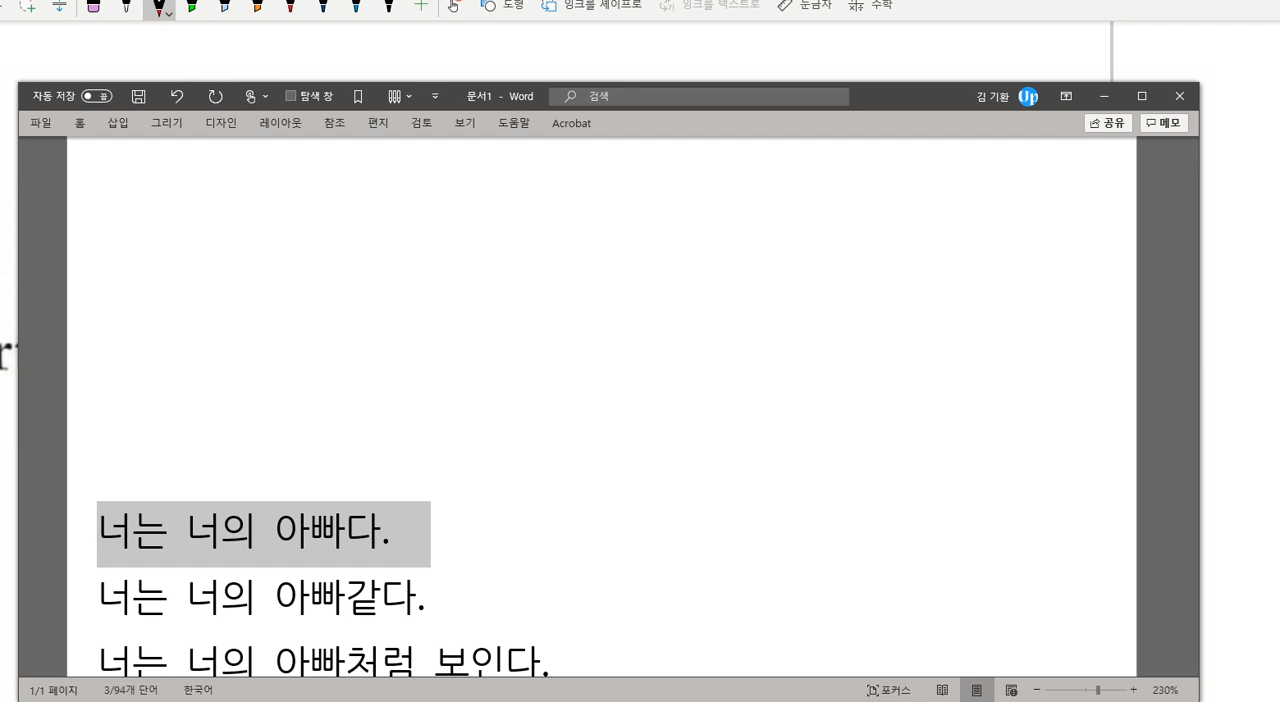 도형 잉크를 셰이프로 잉크를 텍스트로 눈금자 수학
자동 저장 끔 탐색 창 문서1 - Word 검색 김 기환 Up
파일 홈 삽입 그리기 디자인 레이아웃 참조 편지 검토 보기 도움말 Acrobat 공유 메모
너는 너의 아빠다.
너는 너의 아빠같다.
너는 너의 아빠처럼 보인다.
1/1 페이지 3/94개 단어 한국어 포커스 230%